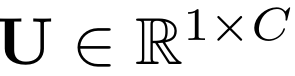 𝐔 ∈ ℝ^{1×C}